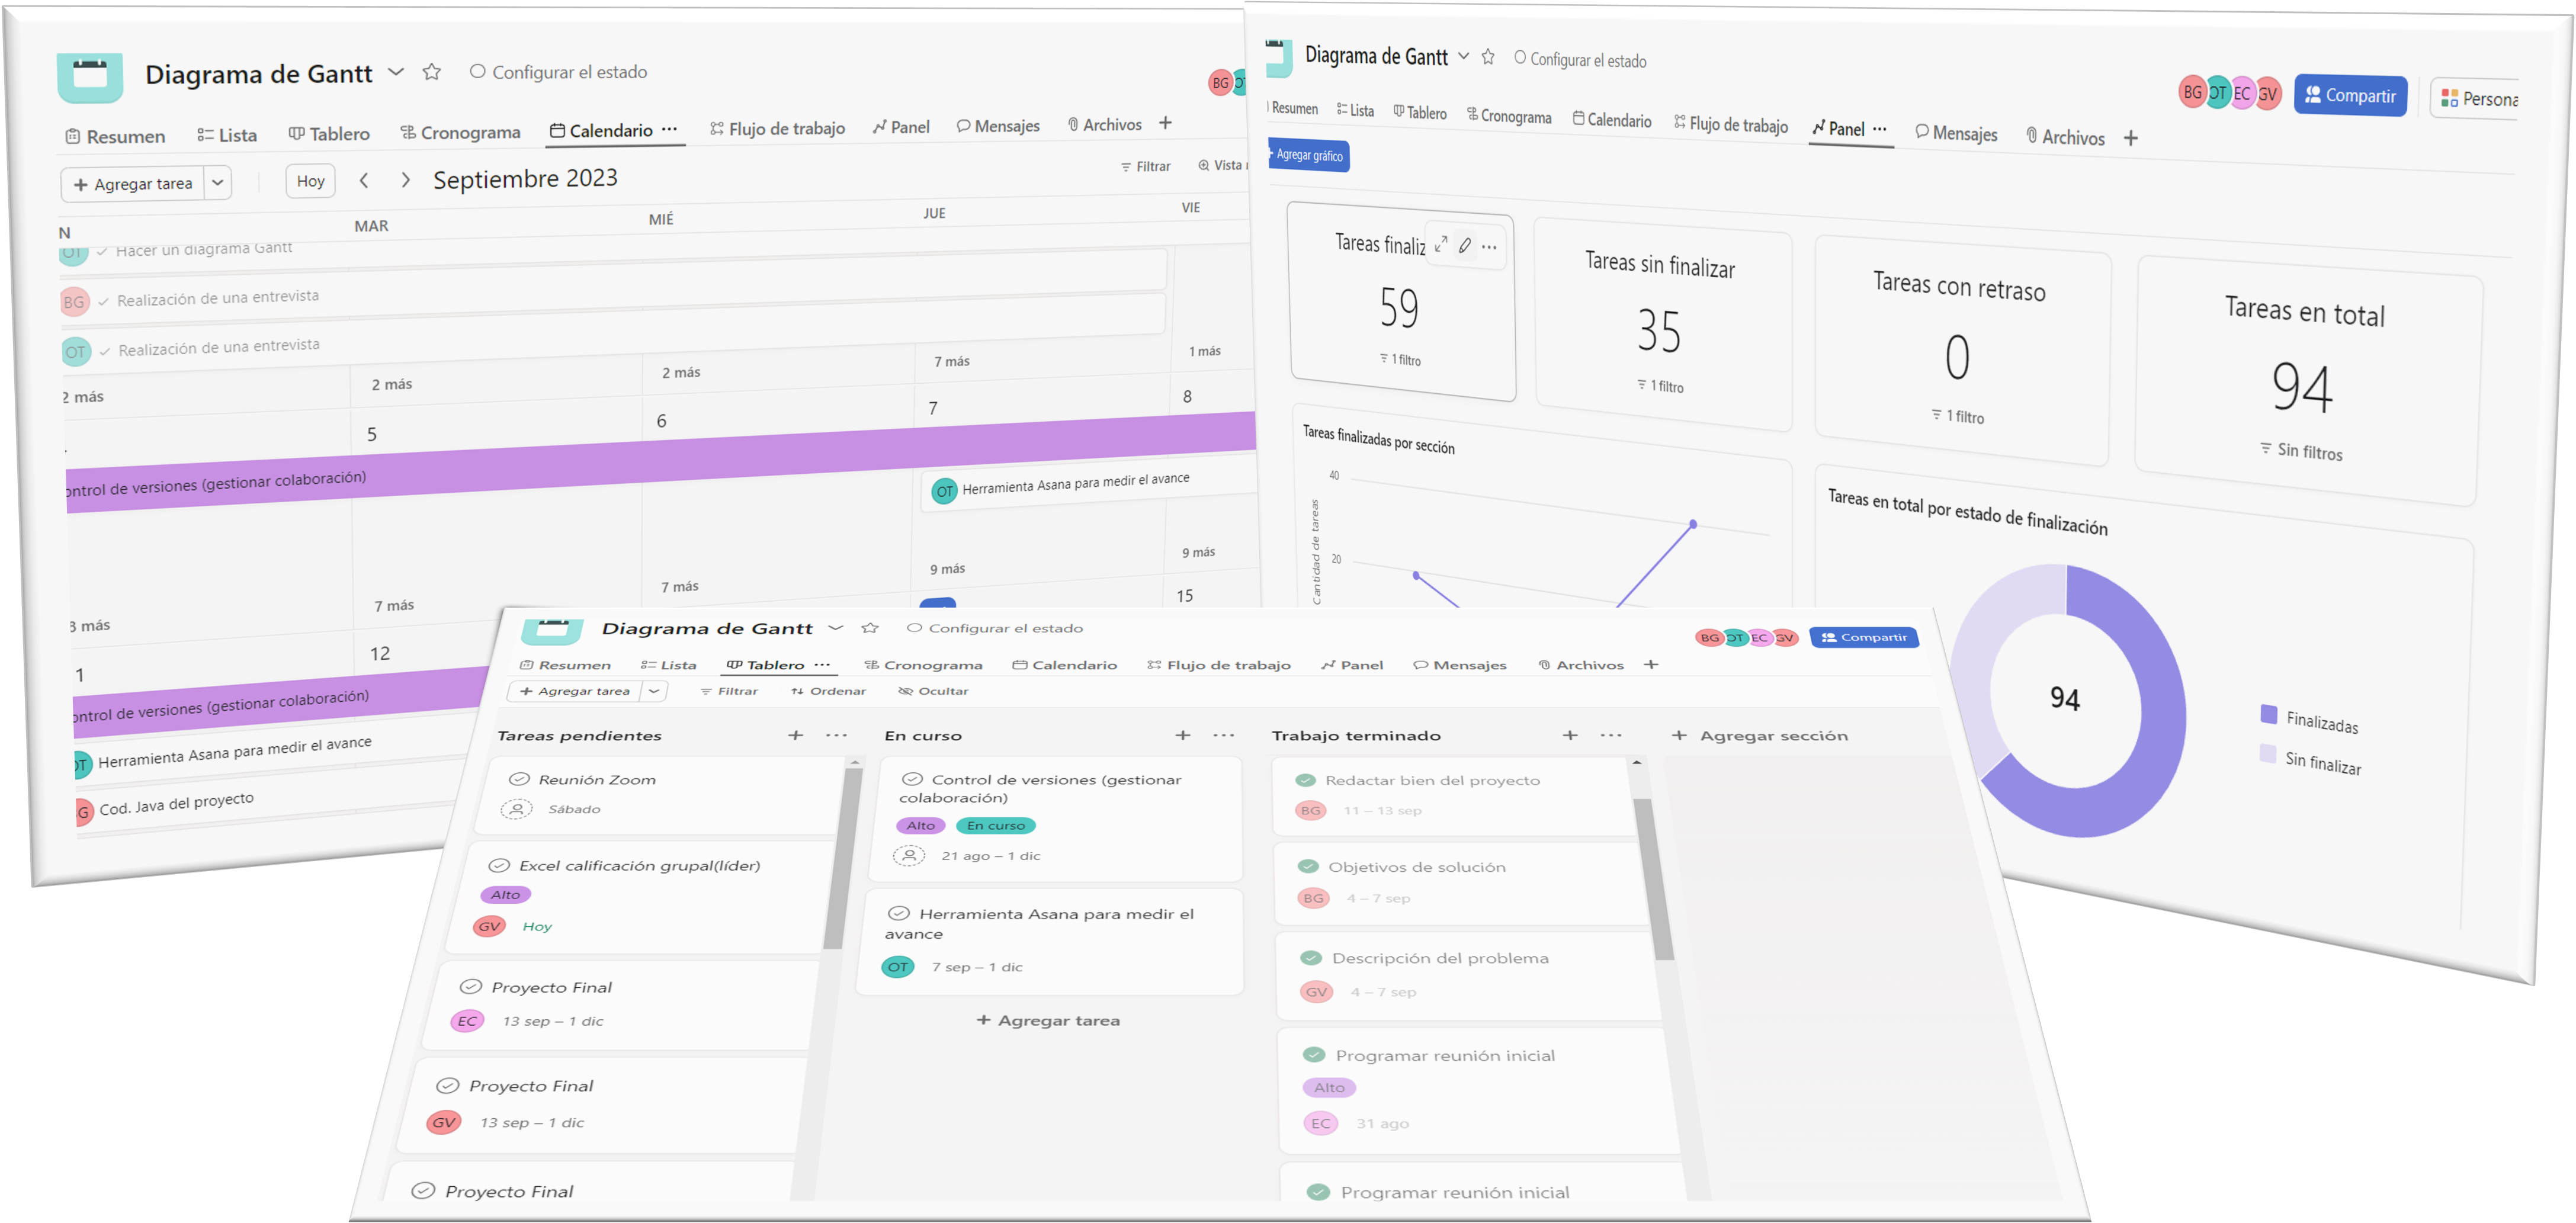 Diagrama de Gantt
Configurar el estado
BG
Resumen Lista Tablero Cronograma Calendario ··· Flujo de trabajo Panel Mensajes Archivos +
+ Agregar tarea Hoy < > Septiembre 2023 Filtrar Vista
N MAR MIÉ JUE VIE
OT Hacer un diagrama Gantt
BG Realización de una entrevista
OT Realización de una entrevista
2 más 2 más 2 más 7 más 1 más
5 6 7 8
ontrol de versiones (gestionar colaboración)
OT Herramienta Asana para medir el avance
3 más 7 más 7 más 9 más 9 más
1 12 15
ontrol de versiones (gestionar colaboración)
OT Herramienta Asana para medir el avance
G Cod. Java del proyecto
Diagrama de Gantt
Configurar el estado
BG OT EC GV Compartir Persona
Resumen Lista Tablero Cronograma Calendario Flujo de trabajo Panel ··· Mensajes Archivos +
+ Agregar gráfico
Tareas finaliz ···
59
1 filtro
Tareas sin finalizar
35
1 filtro
Tareas con retraso
0
1 filtro
Tareas en total
94
Sin filtros
Tareas finalizadas por sección
40
20
Cantidad de tareas
Tareas en total por estado de finalización
94
Finalizadas
Sin finalizar
Diagrama de Gantt
Configurar el estado
BG OT EC GV Compartir
Resumen Lista Tablero ··· Cronograma Calendario Flujo de trabajo Panel Mensajes Archivos +
+ Agregar tarea Filtrar Ordenar Ocultar
Tareas pendientes + ···
Reunión Zoom
Sábado
Excel calificación grupal(líder)
Alto
GV Hoy
Proyecto Final
EC 13 sep – 1 dic
Proyecto Final
GV 13 sep – 1 dic
Proyecto Final
En curso + ···
Control de versiones (gestionar
colaboración)
Alto En curso
21 ago – 1 dic
Herramienta Asana para medir el
avance
OT 7 sep – 1 dic
+ Agregar tarea
Trabajo terminado + ···
Redactar bien del proyecto
BG 11 – 13 sep
Objetivos de solución
BG 4 – 7 sep
Descripción del problema
GV 4 – 7 sep
Programar reunión inicial
Alto
EC 31 ago
Programar reunión inicial
+ Agregar sección